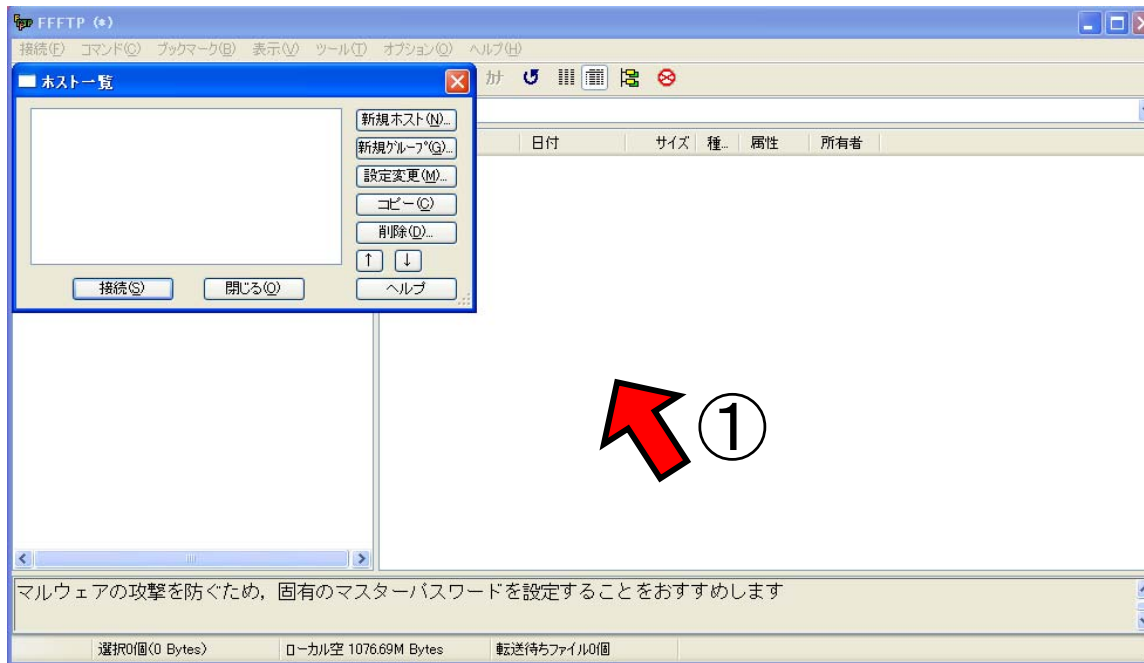 FFFTP (*)
接続(F) コマンド(C) ブックマーク(B) 表示(V) ツール(T) オプション(O) ヘルプ(H)
ホスト一覧
新規ホスト(N)...
新規グループ(G)...
設定変更(M)...
コピー(C)
削除(D)...
↑ ↓
接続(S) 閉じる(O) ヘルプ
カナ
日付 サイズ 種... 属性 所有者
①
マルウェアの攻撃を防ぐため，固有のマスターパスワードを設定することをおすすめします
選択0個(0 Bytes) ローカル空 1076.69M Bytes 転送待ちファイル0個